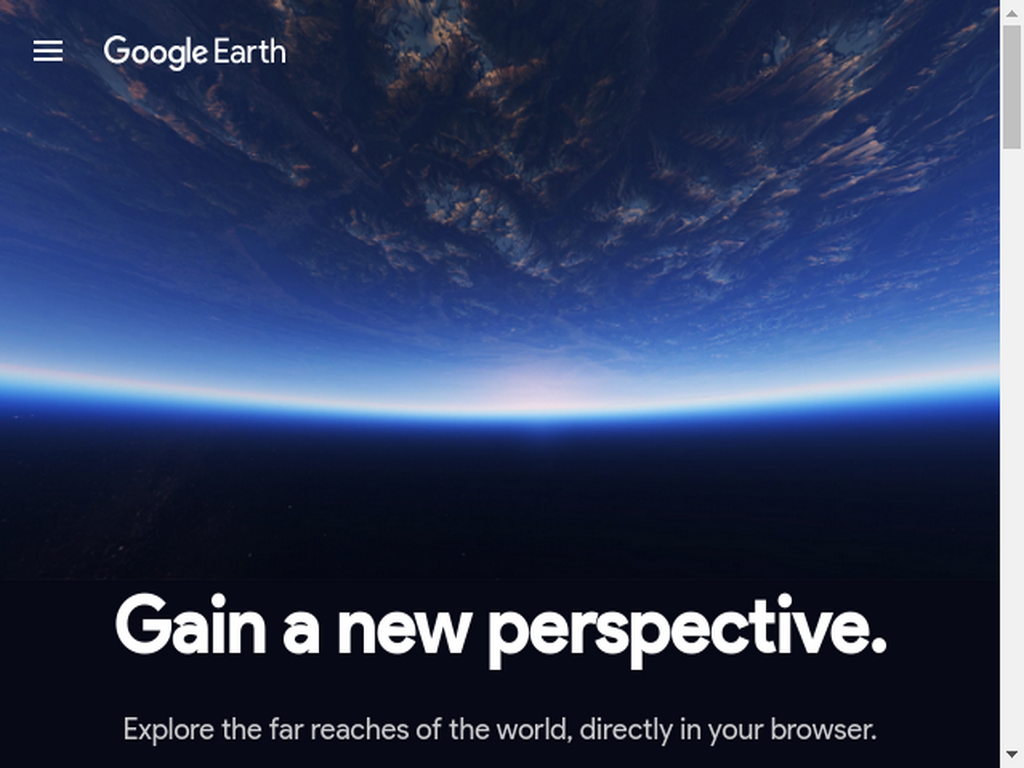 Google Earth
Gain a new perspective.
Explore the far reaches of the world, directly in your browser.